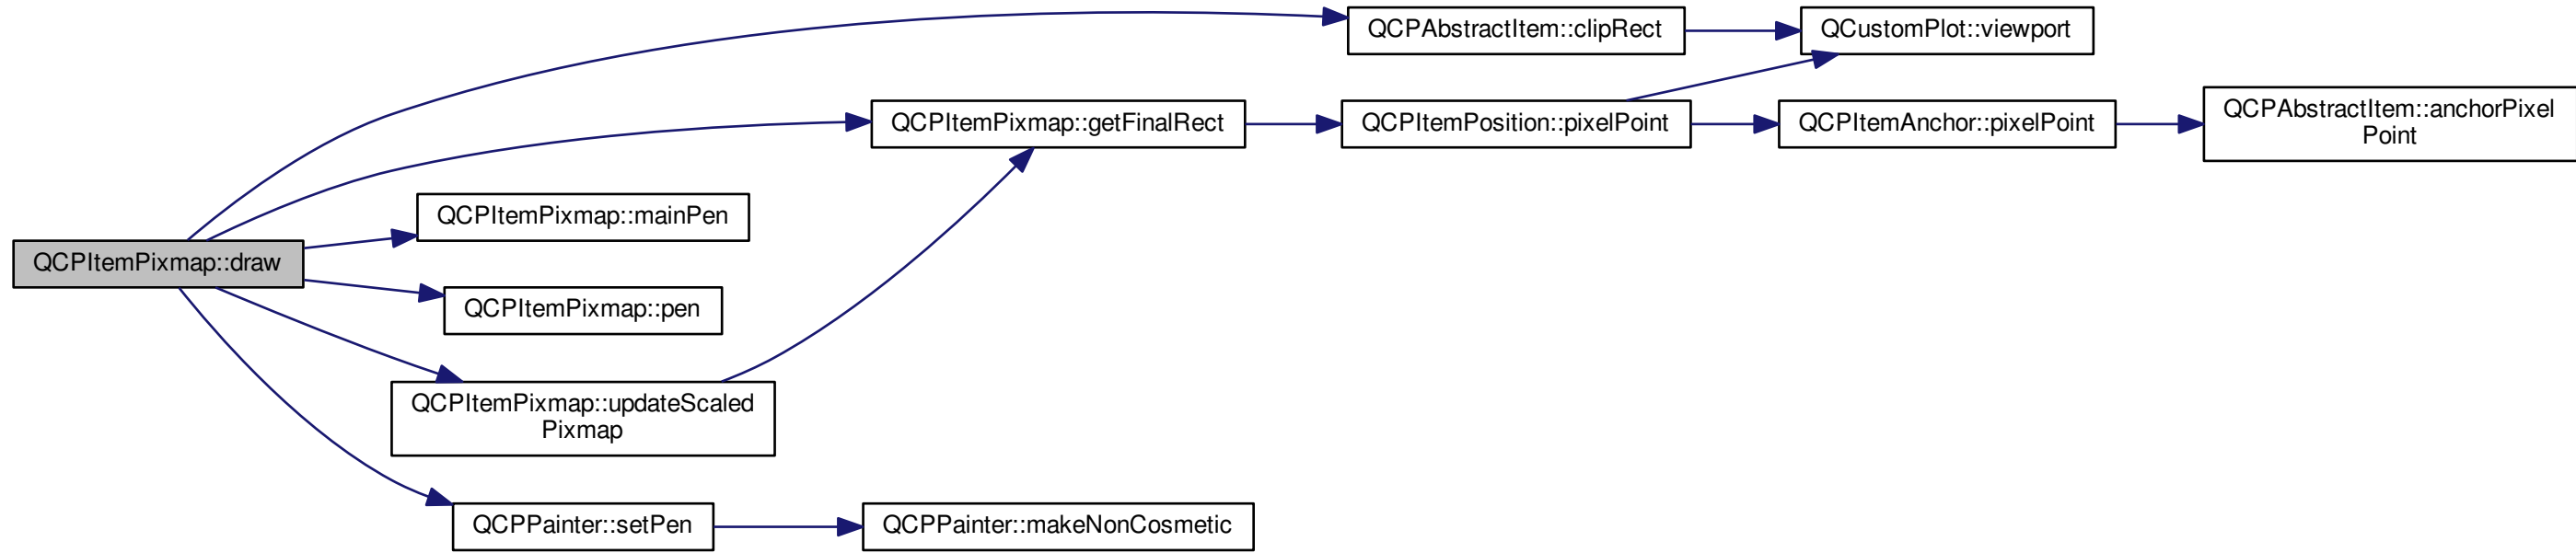 QCPAbstractItem::clipRect
QCustomPlot::viewport
QCPItemPixmap::getFinalRect
QCPItemPosition::pixelPoint
QCPItemAnchor::pixelPoint
QCPAbstractItem::anchorPixel
Point
QCPItemPixmap::mainPen
QCPItemPixmap::draw
QCPItemPixmap::pen
QCPItemPixmap::updateScaled
Pixmap
QCPPainter::setPen
QCPPainter::makeNonCosmetic